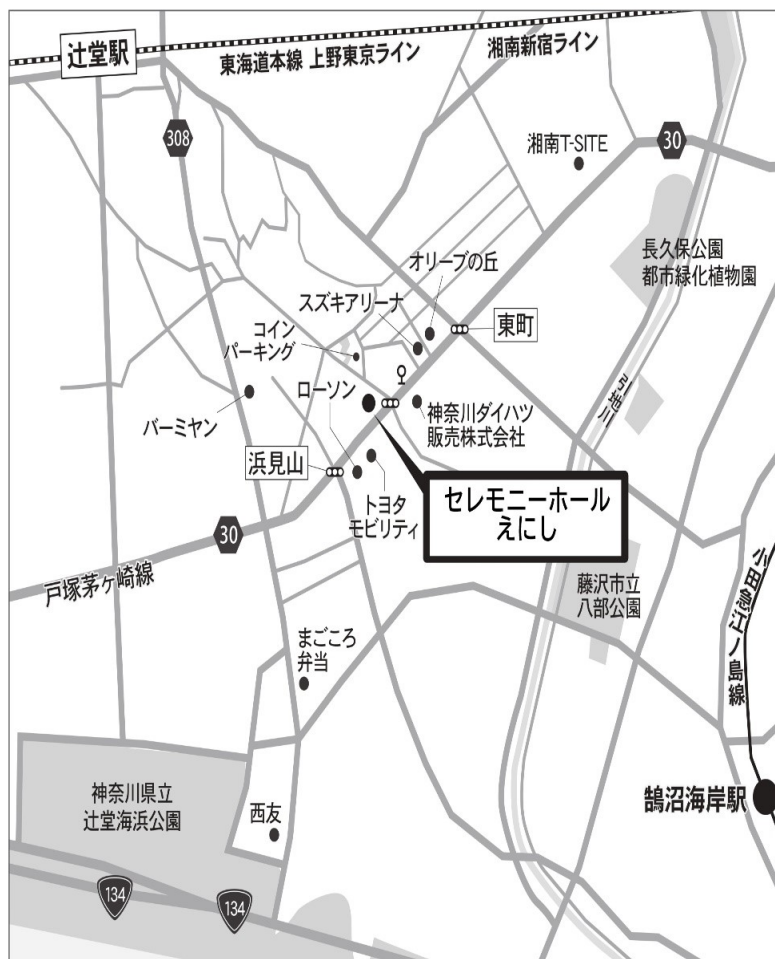 辻堂駅
東海道本線 上野東京ライン
湘南新宿ライン
308
湘南T-SITE
30
長久保公園
都市緑化植物園
オリーブの丘
スズキアリーナ
東町
コイン
パーキング
引地川
バーミヤン
ローソン
神奈川ダイハツ
販売株式会社
浜見山
トヨタ
モビリティ
セレモニーホール
えにし
30
戸塚茅ヶ崎線
藤沢市立
八部公園
小田急江ノ島線
まごころ
弁当
神奈川県立
辻堂海浜公園
西友
鵠沼海岸駅
134
134